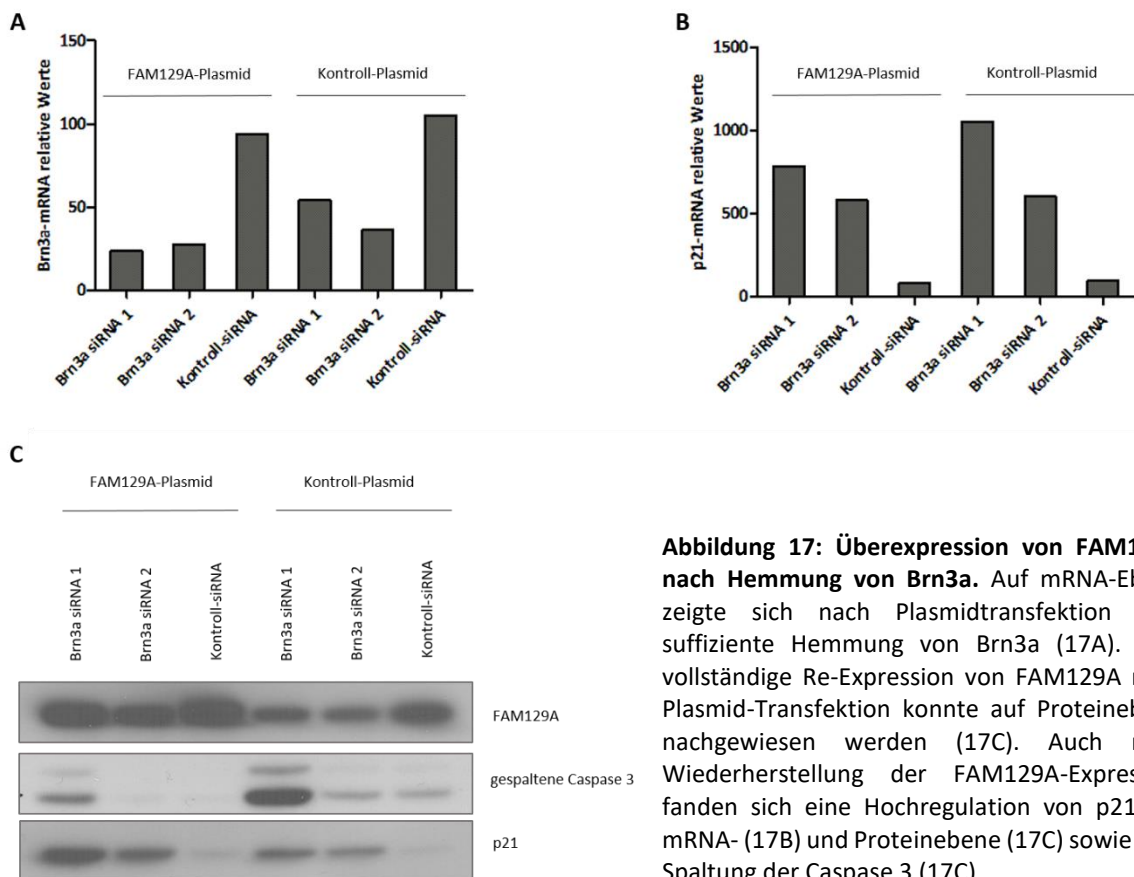 A
150
100
50
0
Brn3a-mRNA relative Werte
FAM129A-Plasmid
Kontroll-Plasmid
Brn3a siRNA 1
Brn3a siRNA 2
Kontroll-siRNA
Brn3a siRNA 1
Brn3a siRNA 2
Kontroll-siRNA
B
1500
1000
500
0
p21-mRNA relative Werte
FAM129A-Plasmid
Kontroll-Plasmid
Brn3a siRNA 1
Brn3a siRNA 2
Kontroll-siRNA
Brn3a siRNA 1
Brn3a siRNA 2
Kontroll-siRNA
C
FAM129A-Plasmid
Kontroll-Plasmid
Brn3a siRNA 1
Brn3a siRNA 2
Kontroll-siRNA
Brn3a siRNA 1
Brn3a siRNA 2
Kontroll-siRNA
FAM129A
gespaltene Caspase 3
p21
Abbildung 17: Überexpression von
nach Hemmung von Brn3a. Auf
zeigte sich nach Plasmidtransfektion
suffiziente Hemmung von Brn3a (17A).
vollständige Re-Expression von FAM129A
Plasmid-Transfektion konnte auf
nachgewiesen werden (17C). Auch
Wiederherstellung der
fanden sich eine Hochregulation von p21
mRNA- (17B) und Proteinebene (17C) sowie
Spaltung der Caspase 3 (17C).